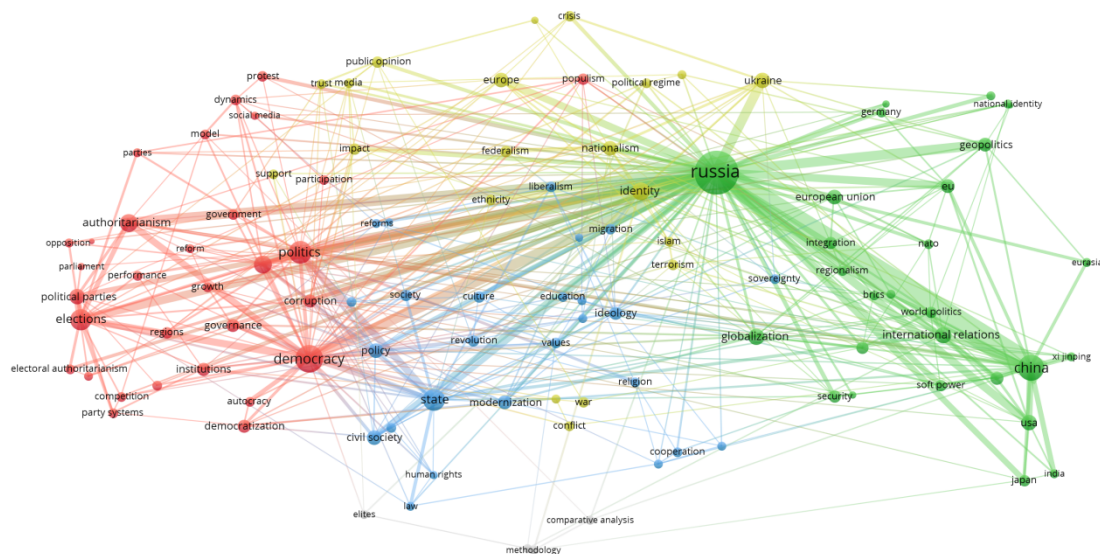 crisis
public opinion
europe
populism
political regime
ukraine
protest
trust media
dynamics
social media
germany
national identity
model
geopolitics
parties
impact
federalism
nationalism
russia
support
participation
liberalism
identity
eu
ethnicity
european union
authoritarianism
government
reforms
migration
opposition
reform
politics
islam
integration
nato
parliament
performance
terrorism
regionalism
eurasia
growth
sovereignty
political parties
corruption
society
culture
education
brics
elections
regions
governance
ideology
world politics
revolution
values
globalization
international relations
policy
democracy
xi jinping
electoral authoritarianism
institutions
china
religion
soft power
competition
autocracy
state
modernization
war
security
party systems
democratization
conflict
usa
civil society
cooperation
human rights
india
japan
law
elites
comparative analysis
methodology